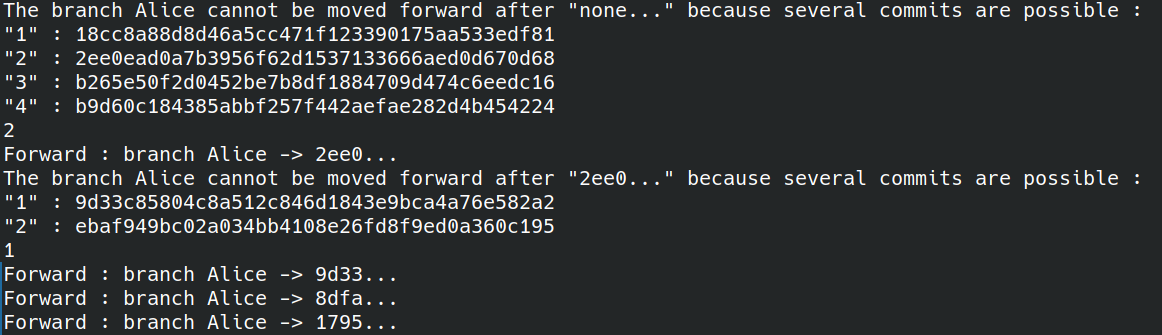 The branch Alice cannot be moved forward after "none..." because several commits are possible :
"1" : 18cc8a88d8d46a5cc471f123390175aa533edf81
"2" : 2ee0ead0a7b3956f62d1537133666aed0d670d68
"3" : b265e50f2d0452be7b8df1884709d474c6eedc16
"4" : b9d60c184385abbf257f442aefae282d4b454224
2
Forward : branch Alice -> 2ee0...
The branch Alice cannot be moved forward after "2ee0..." because several commits are possible :
"1" : 9d33c85804c8a512c846d1843e9bca4a76e582a2
"2" : ebaf949bc02a034bb4108e26fd8f9ed0a360c195
1
Forward : branch Alice -> 9d33...
Forward : branch Alice -> 8dfa...
Forward : branch Alice -> 1795...